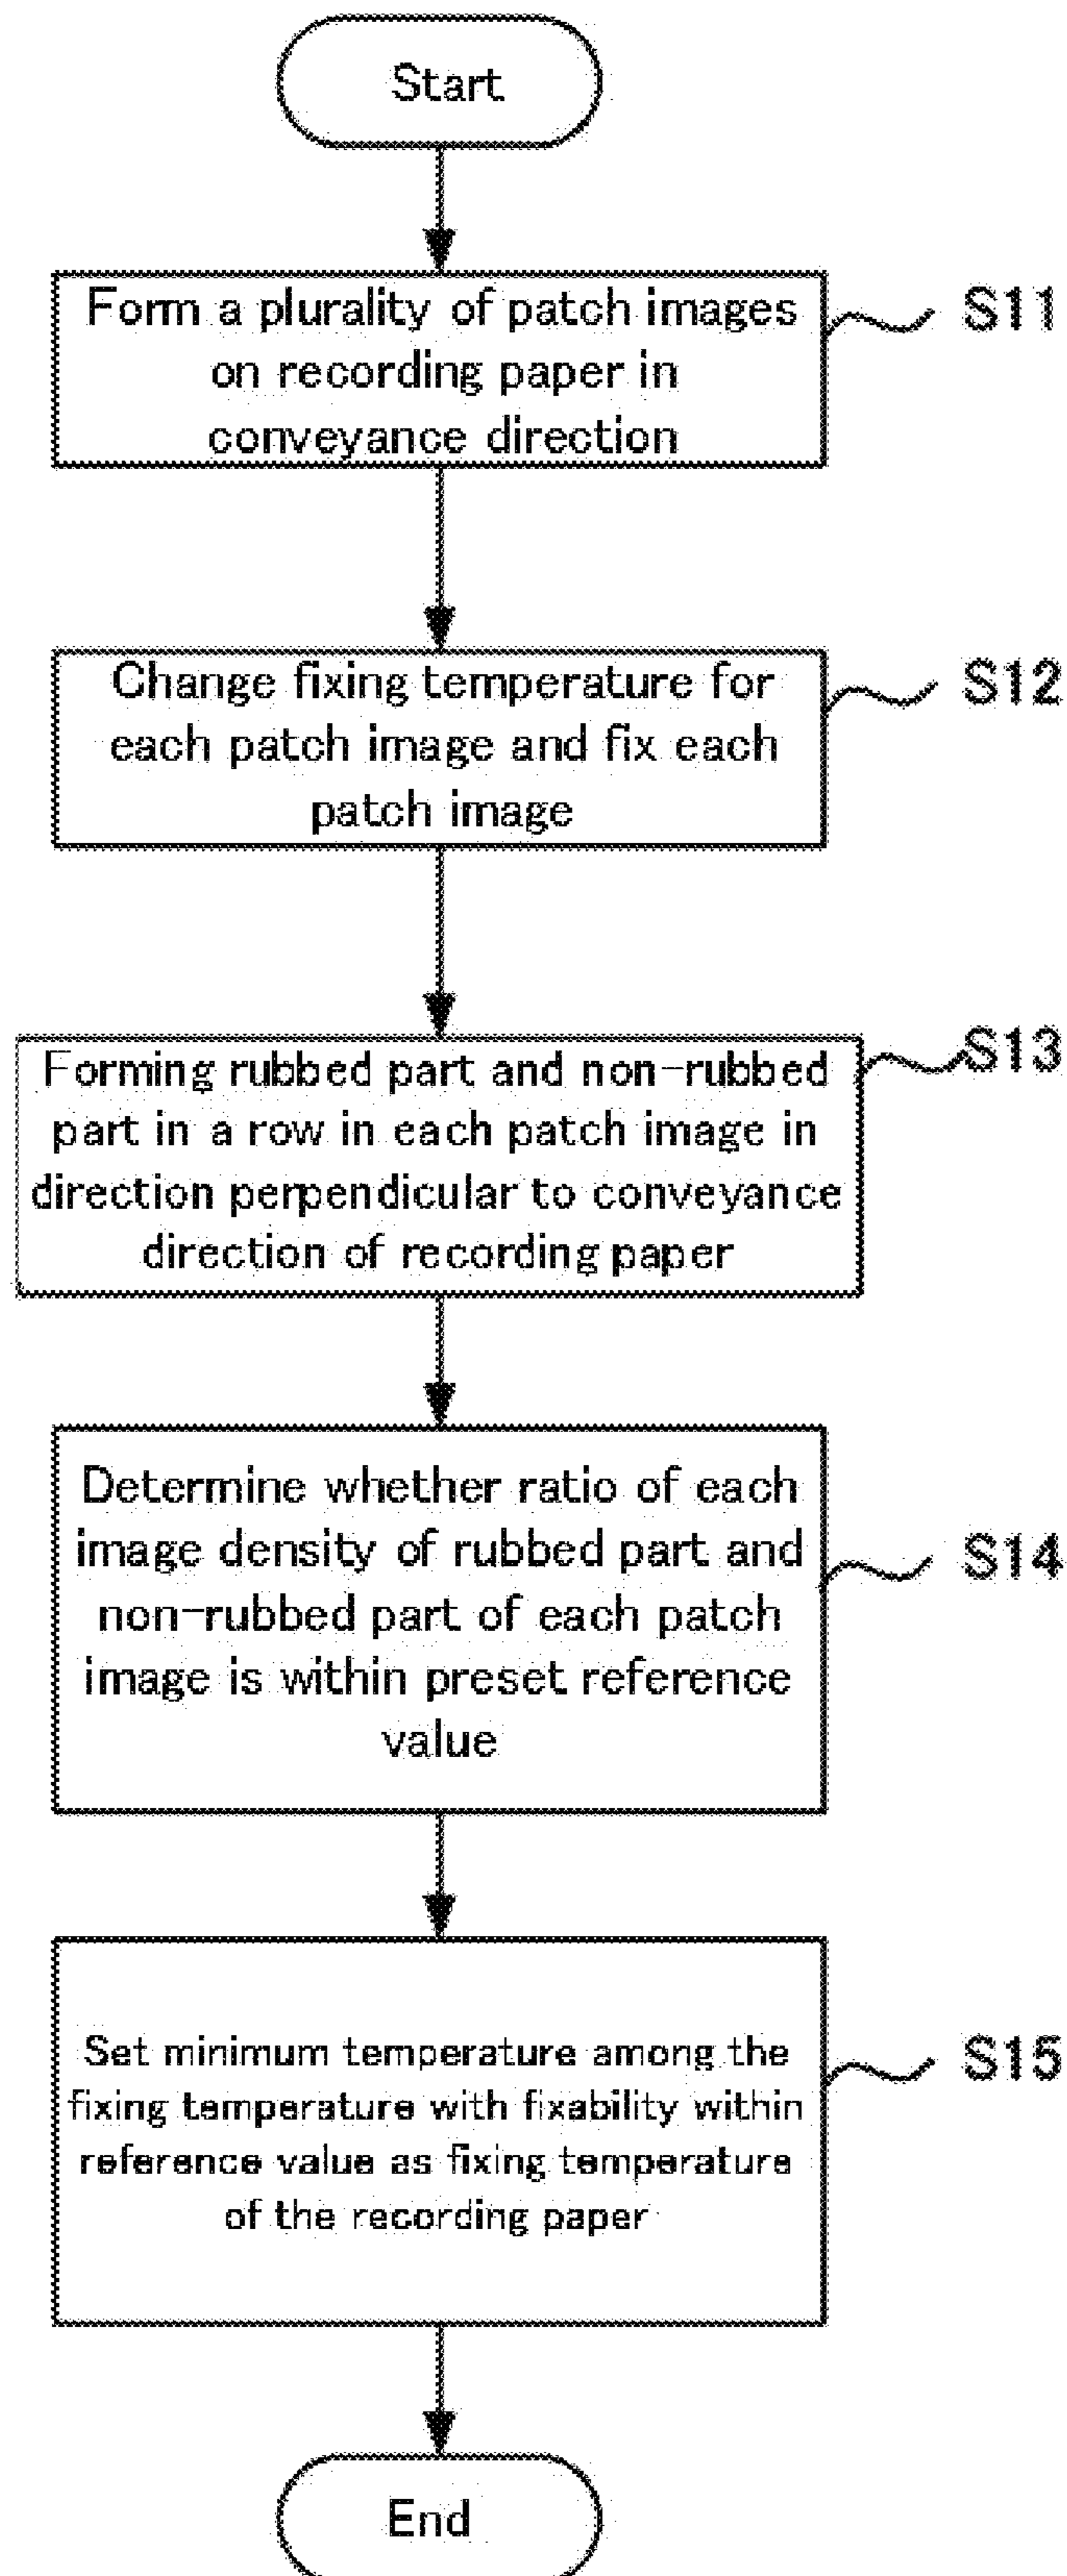 Start
Form a plurality of patch images
on recording paper in
conveyance direction
S11
Change fixing temperature for
each patch image and fix each
patch image
S12
Forming rubbed part and non-rubbed
part in a row in each patch image in
direction perpendicular to conveyance
direction of recording paper
S13
Determine whether ratio of each
image density of rubbed part and
non-rubbed part of each patch
image is within preset reference
value
S14
Set minimum temperature among the
fixing temperature with fixability within
reference value as fixing temperature
of the recording paper
S15
End